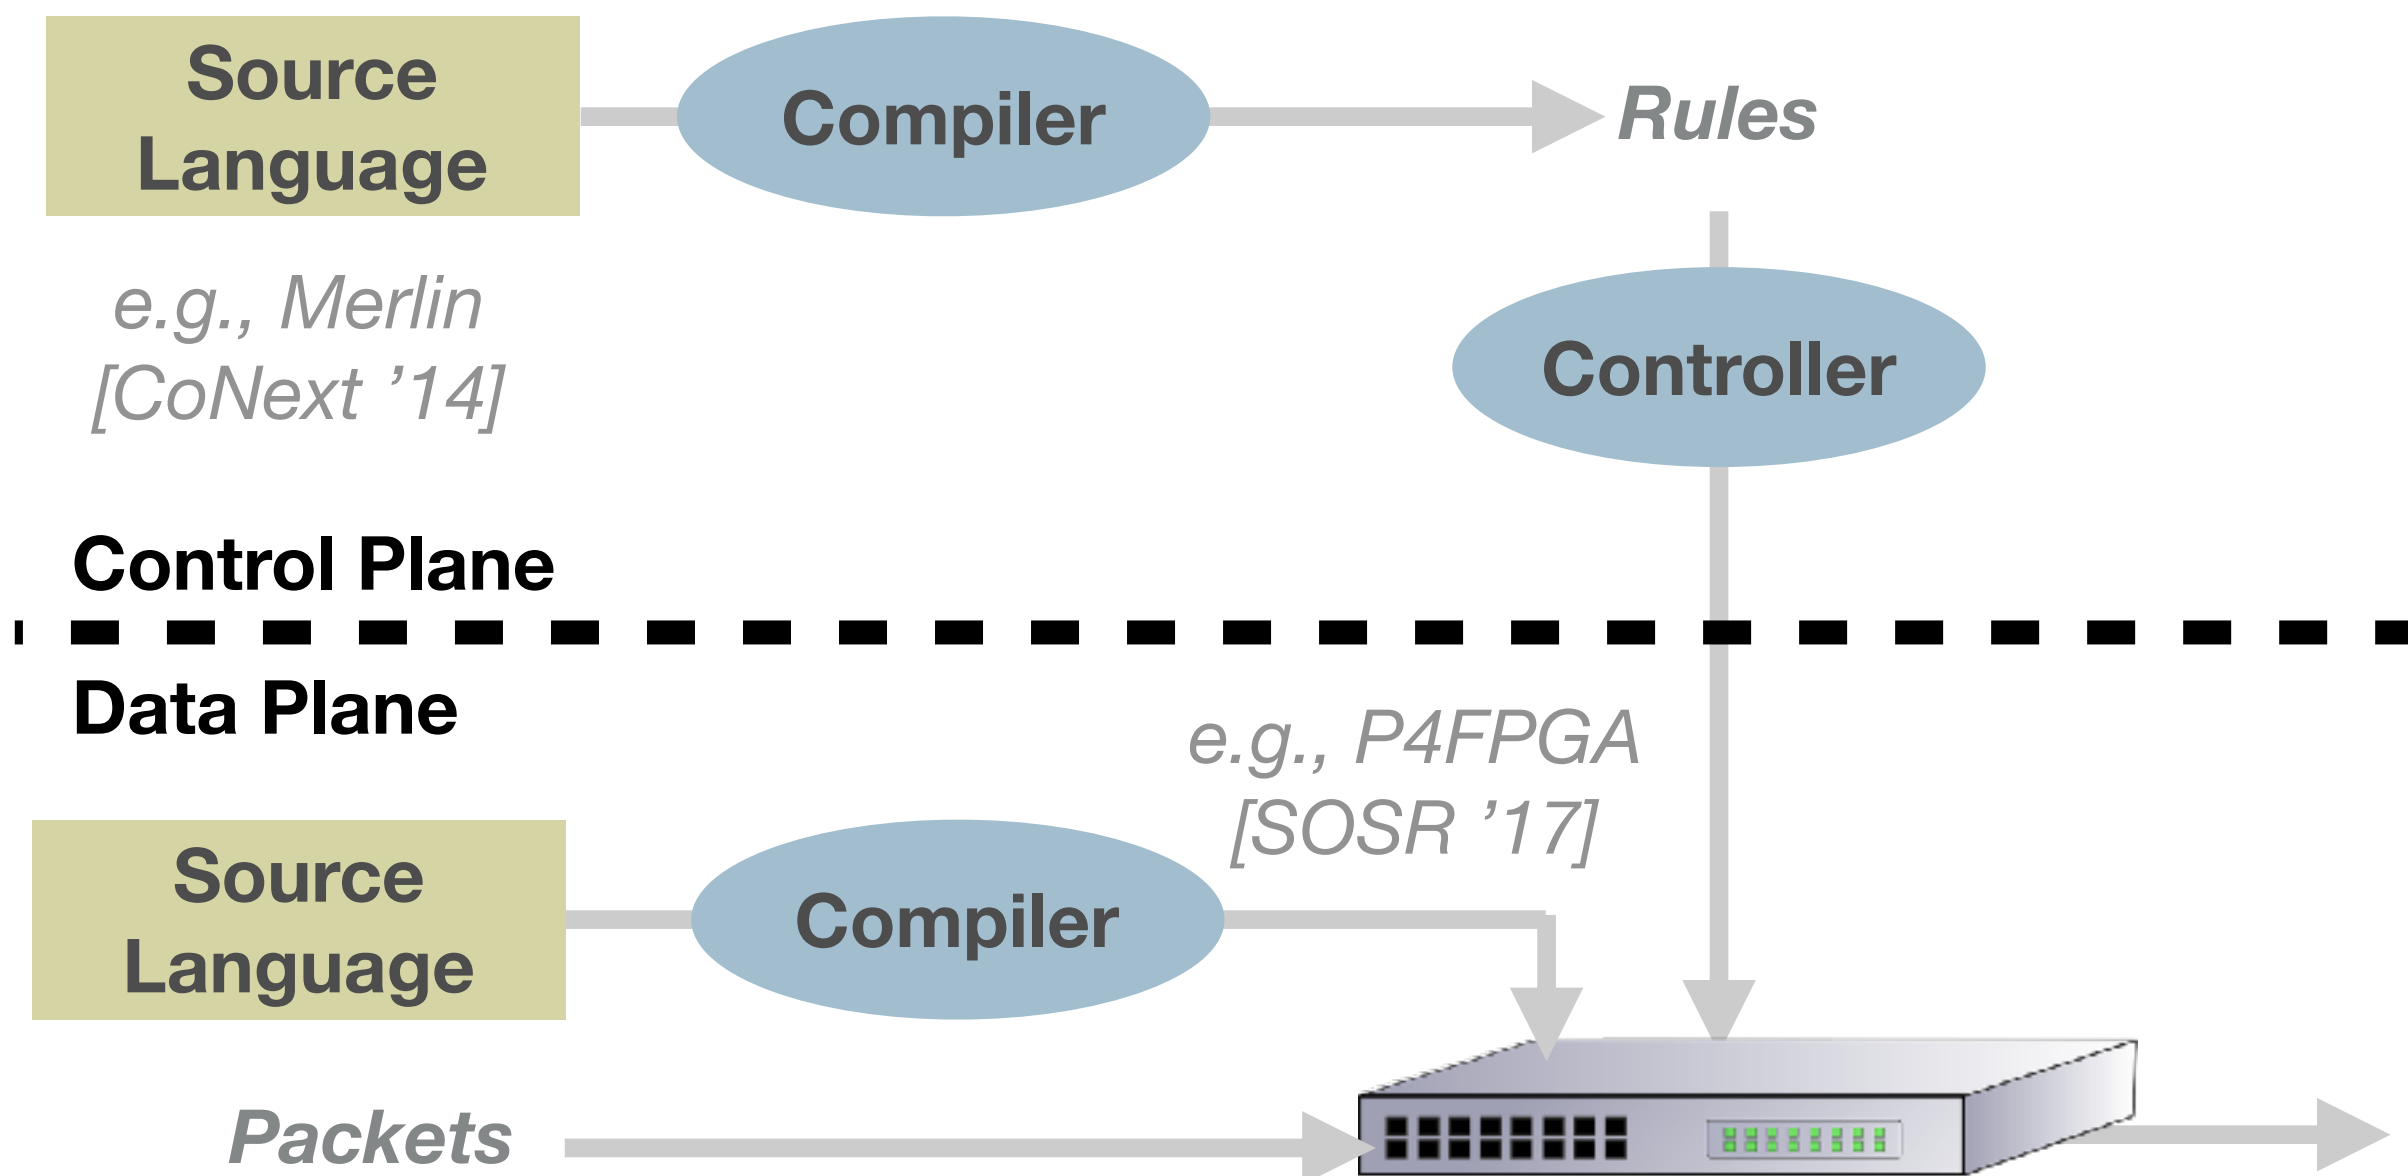 Source
Language
Compiler
Rules
e.g., Merlin
[CoNext ’14]
Controller
Control Plane
Data Plane
e.g., P4FPGA
[SOSR ’17]
Source
Language
Compiler
Packets